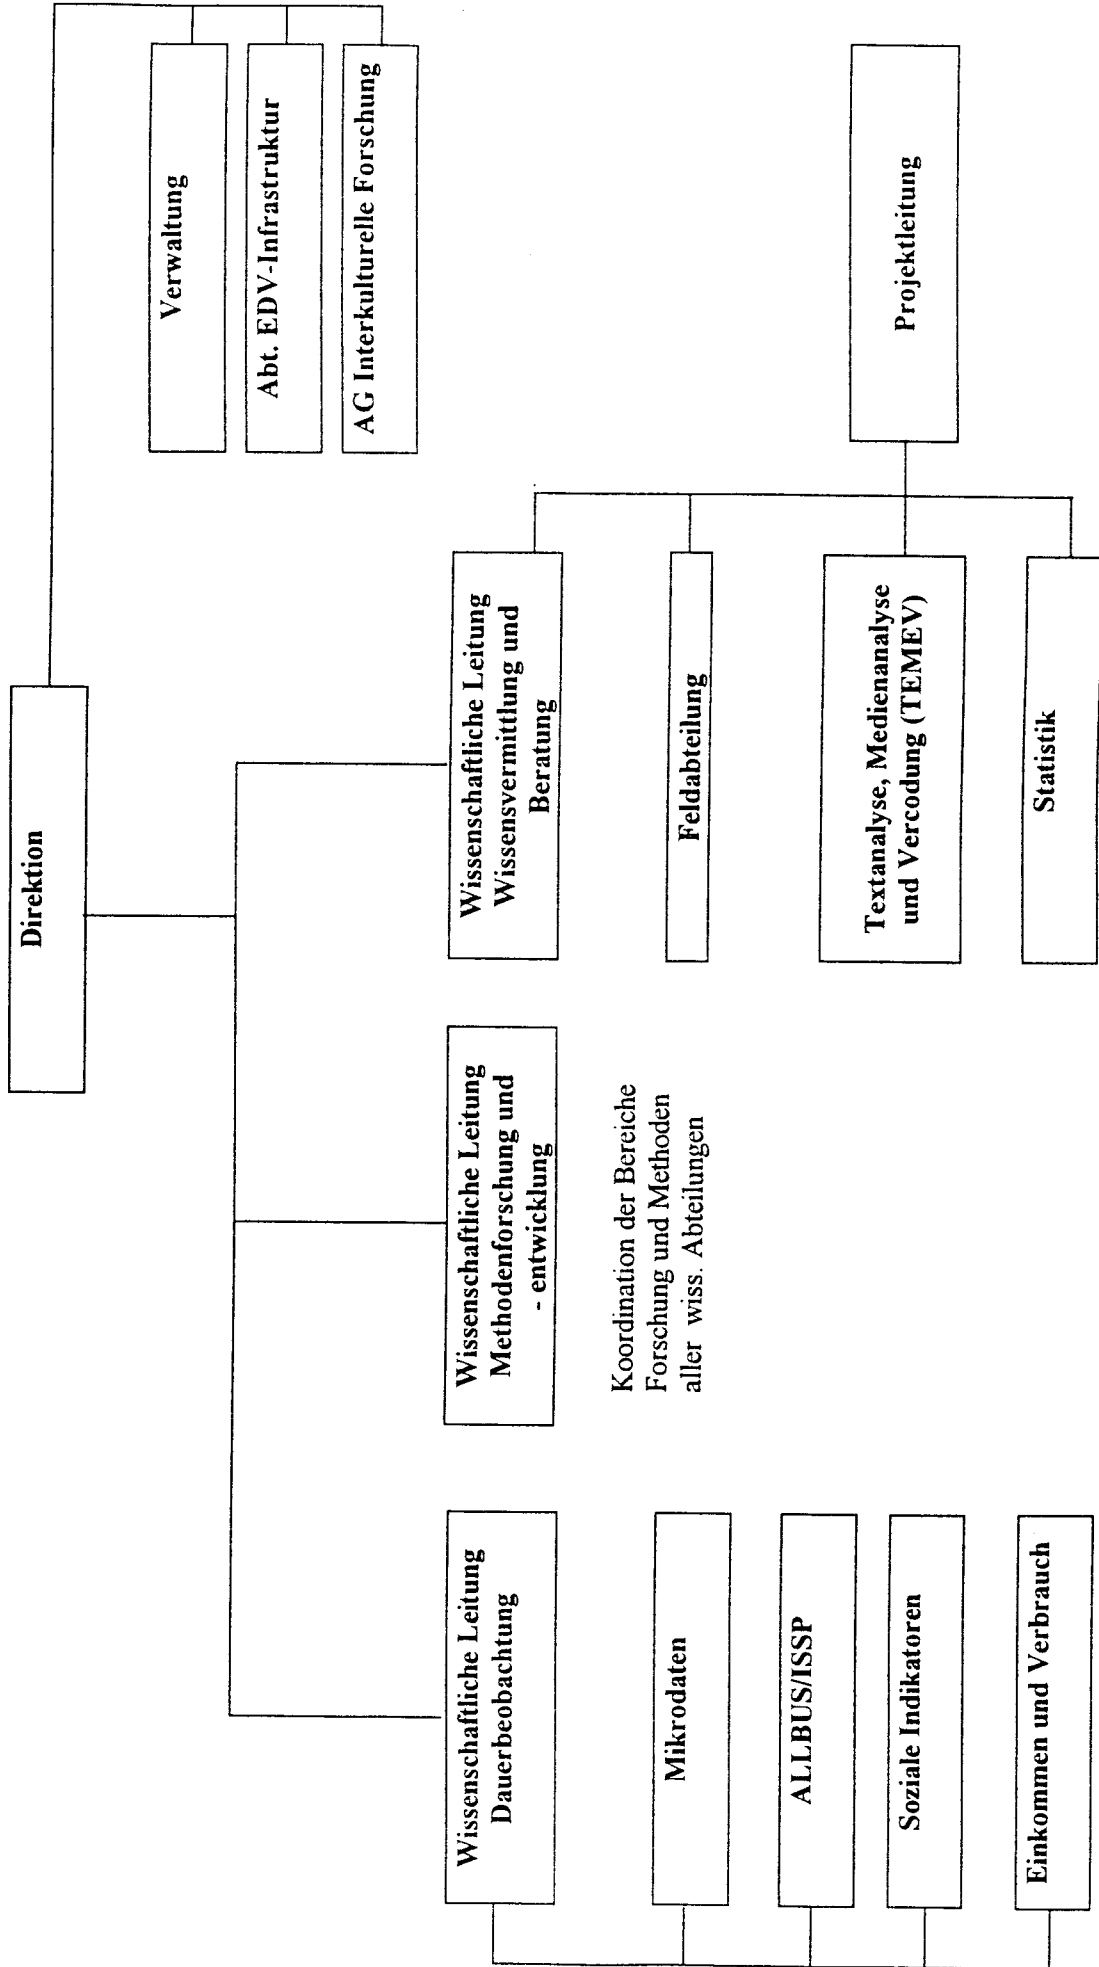 Direktion
Verwaltung
Abt. EDV-Infrastruktur
AG Interkulturelle Forschung
Wissenschaftliche Leitung
Dauerbeobachtung
Mikrodaten
ALLBUS/ISSP
Soziale Indikatoren
Einkommen und Verbrauch
Wissenschaftliche Leitung
Methodenforschung und
- entwicklung
Koordination der Bereiche
Forschung und Methoden
aller wiss. Abteilungen
Wissenschaftliche Leitung
Wissensvermittlung und
Beratung
Feldabteilung
Textanalyse, Medienanalyse
und Vercodung (TEMEV)
Statistik
Projektleitung